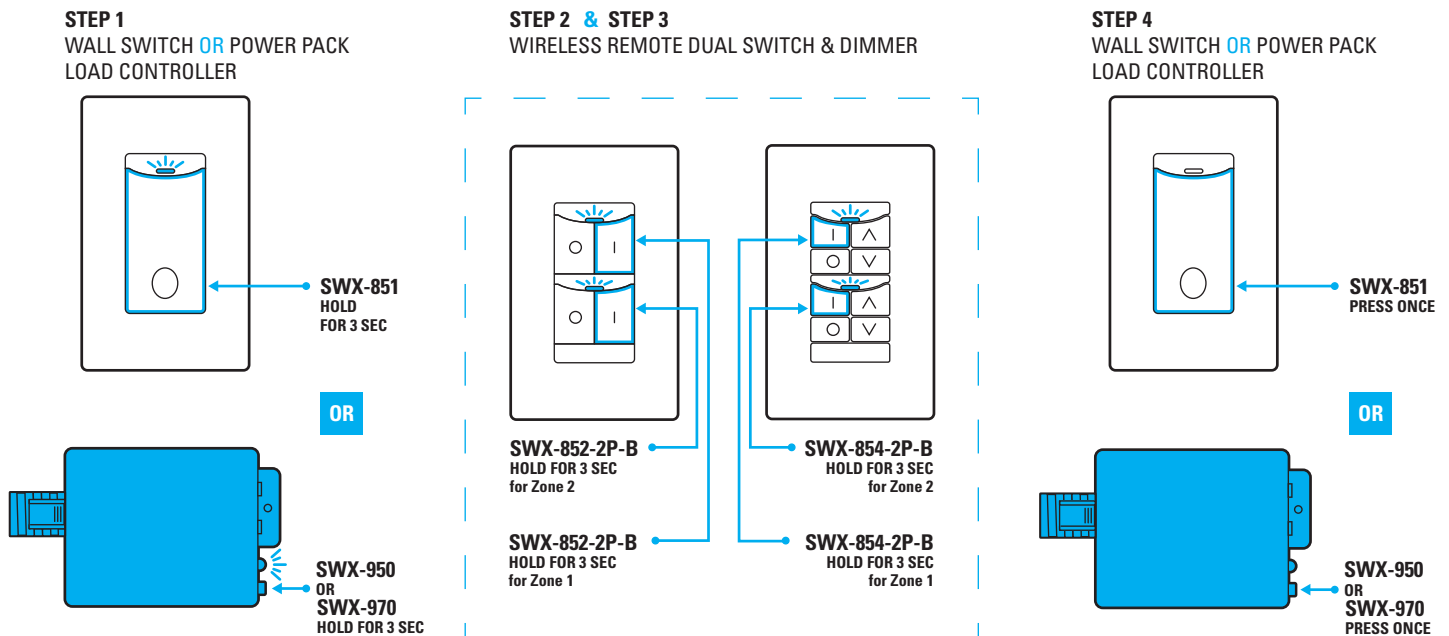 STEP 1
WALL SWITCH OR POWER PACK
LOAD CONTROLLER
SWX-851
HOLD
FOR 3 SEC
OR
SWX-950
OR
SWX-970
HOLD FOR 3 SEC
STEP 2 & STEP 3
WIRELESS REMOTE DUAL SWITCH & DIMMER
SWX-852-2P-B
HOLD FOR 3 SEC
for Zone 2
SWX-852-2P-B
HOLD FOR 3 SEC
for Zone 1
SWX-854-2P-B
HOLD FOR 3 SEC
for Zone 2
SWX-854-2P-B
HOLD FOR 3 SEC
for Zone 1
STEP 4
WALL SWITCH OR POWER PACK
LOAD CONTROLLER
SWX-851
PRESS ONCE
OR
SWX-950
OR
SWX-970
PRESS ONCE